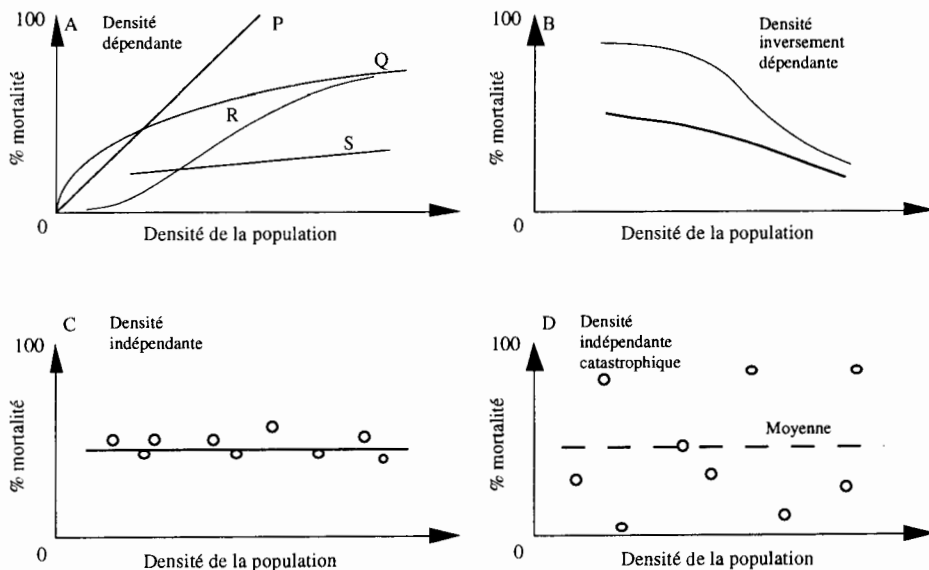 100
A
Densité
dépendante
P
Q
R
S
% mortalité
0
Densité de la population
100
B
Densité
inversement
dépendante
% mortalité
0
Densité de la population
C
Densité
indépendante
100
% mortalité
0
Densité de la population
D
Densité
indépendante
catastrophique
100
Moyenne
% mortalité
0
Densité de la population